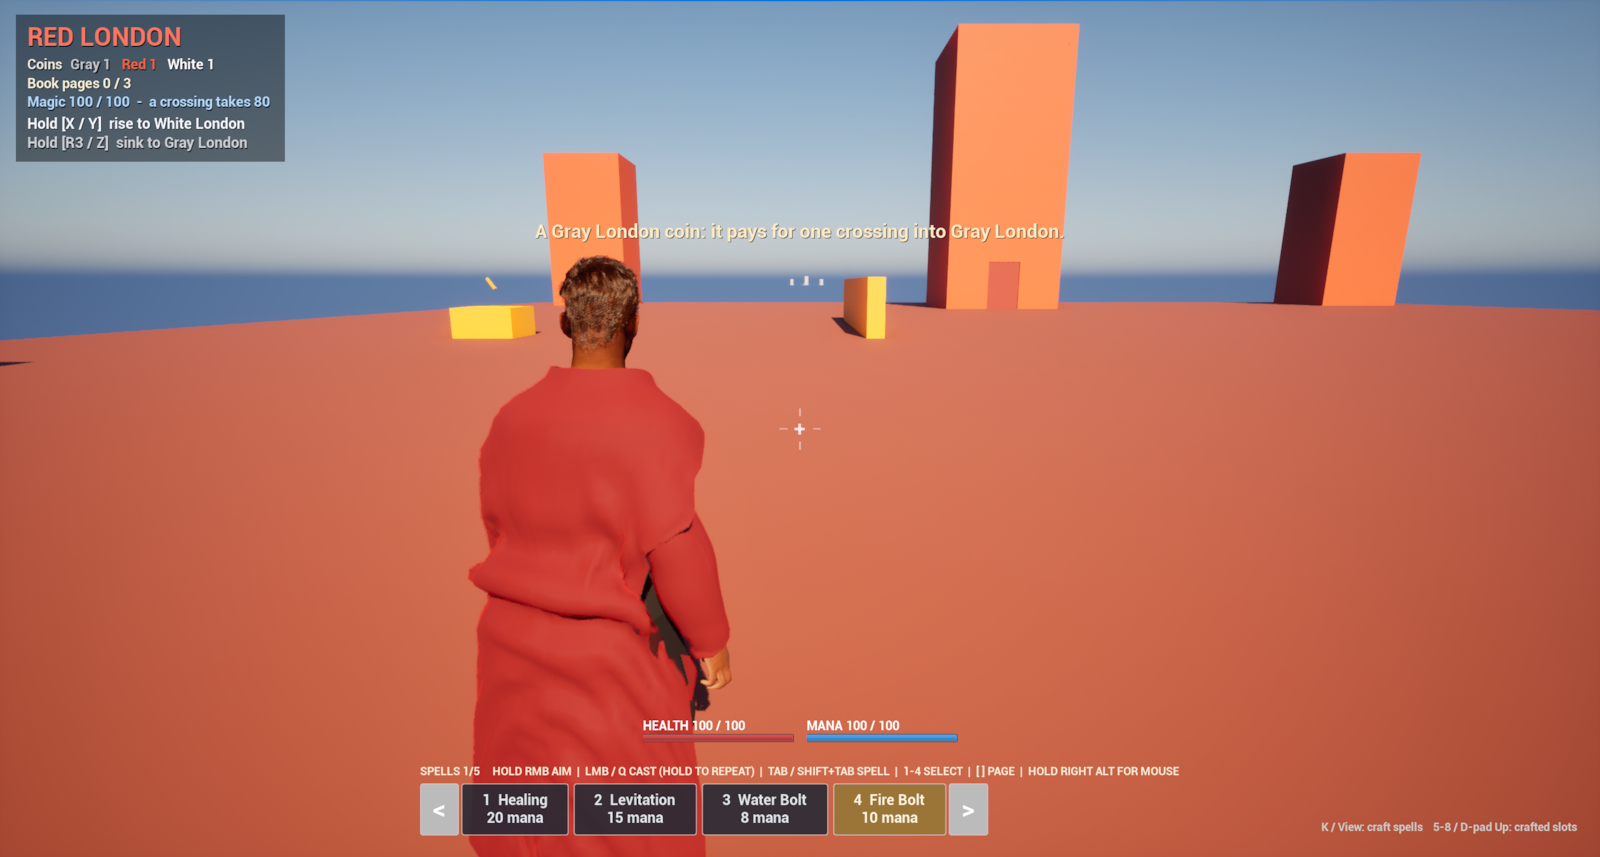 RED LONDON
Coins Gray 1 Red 1 White 1
Book pages 0 / 3
Magic 100 / 100 - a crossing takes 80
Hold [X / Y] rise to White London
Hold [R3 / Z] sink to Gray London
A Gray London coin: it pays for one crossing into Gray London.
HEALTH 100 / 100 MANA 100 / 100
SPELLS 1/5 HOLD RMB AIM | LMB / Q CAST (HOLD TO REPEAT) | TAB / SHIFT+TAB SPELL | 1-4 SELECT | [ ] PAGE | HOLD RIGHT ALT FOR MOUSE
< 1 Healing 2 Levitation 3 Water Bolt 4 Fire Bolt >
20 mana 15 mana 8 mana 10 mana
K / View: craft spells 5-8 / D-pad Up: crafted slots